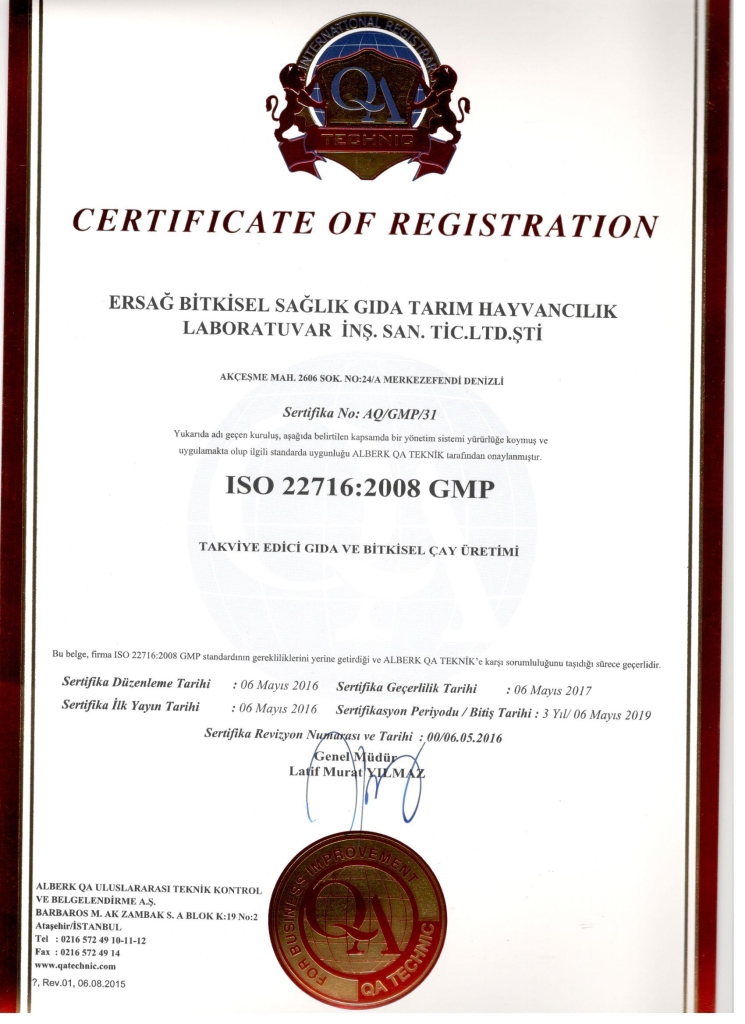 INTERNATIONAL REGISTRAR
QA
TECHNIC
CERTIFICATE OF REGISTRATION
ERSAĞ BİTKİSEL SAĞLIK GIDA TARIM HAYVANCILIK
LABORATUVAR İNŞ. SAN. TİC.LTD.ŞTİ
AKÇEŞME MAH. 2606 SOK. NO:24/A MERKEZEFENDİ DENİZLİ
Sertifika No: AQ/GMP/31
Yukarıda adı geçen kuruluş, aşağıda belirtilen kapsamda bir yönetim sistemi yürürlüğe koymuş ve
uygulamakta olup ilgili standarda uygunluğu ALBERK QA TEKNİK tarafından onaylanmıştır.
ISO 22716:2008 GMP
TAKVİYE EDİCİ GIDA VE BİTKİSEL ÇAY ÜRETİMİ
Bu belge, firma ISO 22716:2008 GMP standardının gerekliliklerini yerine getirdiği ve ALBERK QA TEKNİK'e karşı sorumluluğunu taşıdığı sürece geçerlidir.
Sertifika Düzenleme Tarihi : 06 Mayıs 2016 Sertifika Geçerlilik Tarihi : 06 Mayıs 2017
Sertifika İlk Yayın Tarihi : 06 Mayıs 2016 Sertifikasyon Periyodu / Bitiş Tarihi : 3 Yıl/ 06 Mayıs 2019
Sertifika Revizyon Numarası ve Tarihi : 00/06.05.2016
Genel Müdür
Latif Murat YILMAZ
ALBERK QA ULUSLARARASI TEKNİK KONTROL
VE BELGELENDİRME A.Ş.
BARBAROS M. AK ZAMBAK S. A BLOK K:19 No:2
Ataşehir/İSTANBUL
Tel : 0216 572 49 10-11-12
Fax : 0216 572 49 14
www.qatechnic.com
?, Rev.01, 06.08.2015
FOR BUSINESS IMPROVEMENT
QA
QA TECHNIC